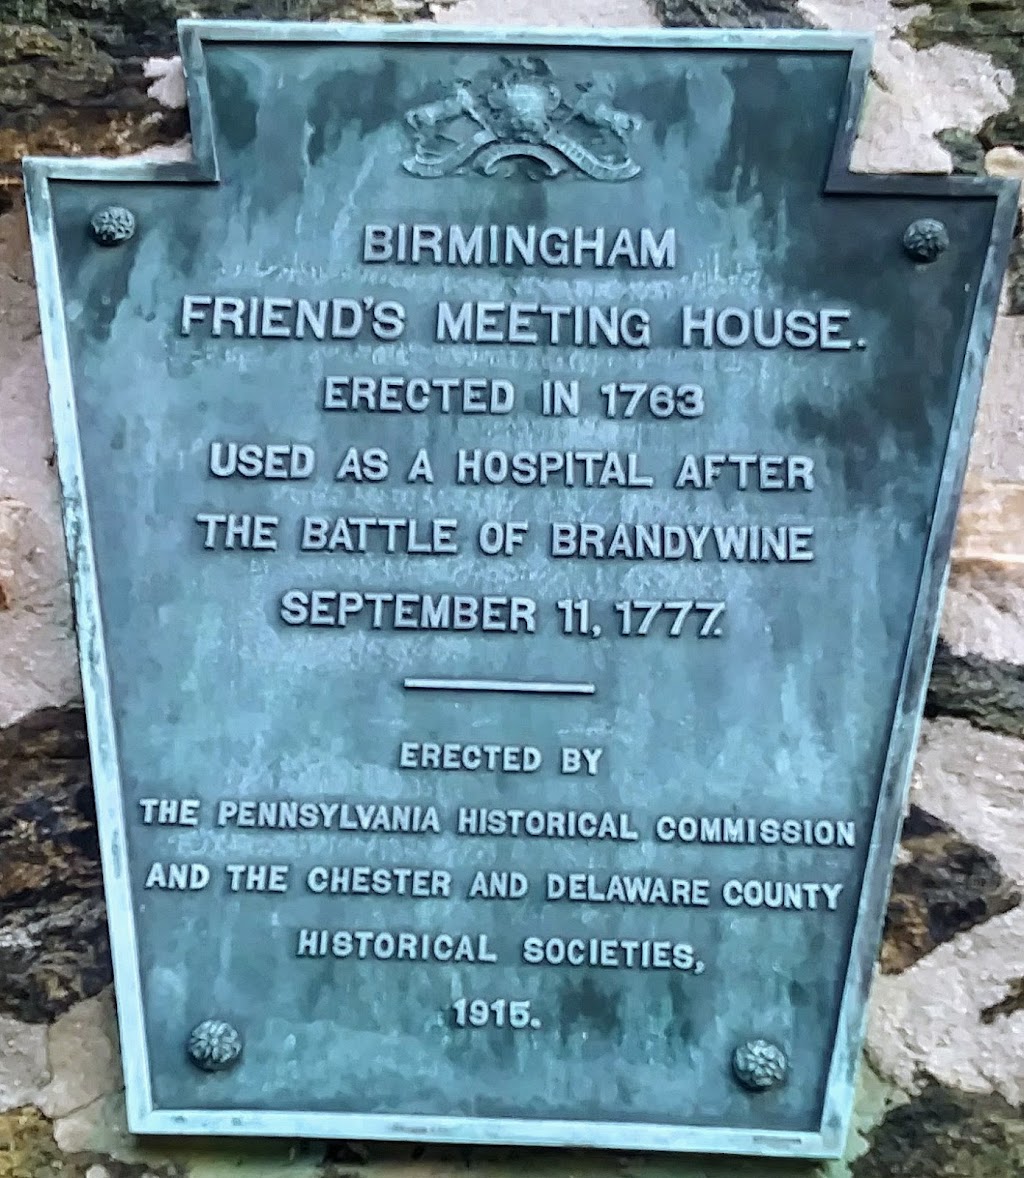 BIRMINGHAM
FRIEND'S MEETING HOUSE.
ERECTED IN 1763
USED AS A HOSPITAL AFTER
THE BATTLE OF BRANDYWINE
SEPTEMBER 11, 1777.
ERECTED BY
THE PENNSYLVANIA HISTORICAL COMMISSION
AND THE CHESTER AND DELAWARE COUNTY
HISTORICAL SOCIETIES,
1915.